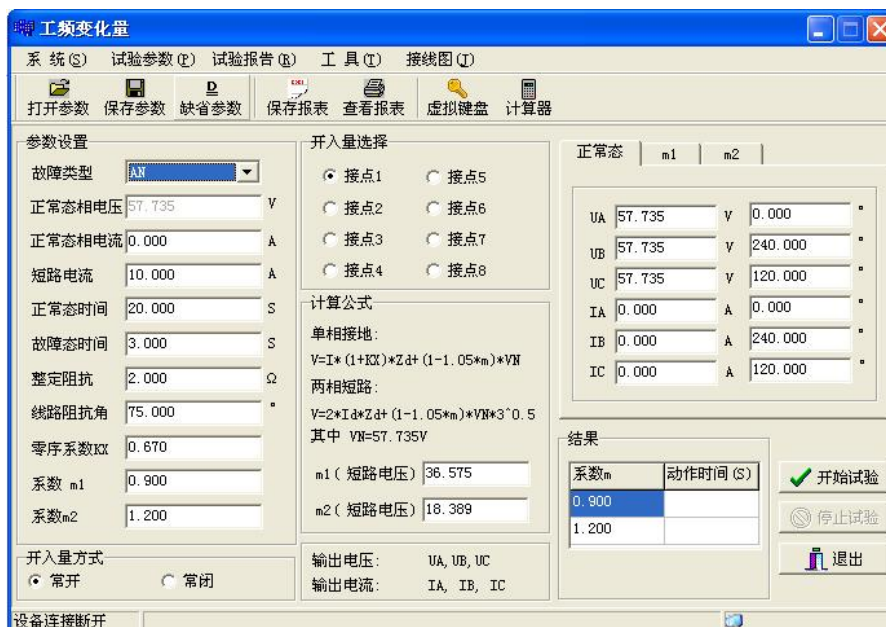 工频变化量
系 统(S) 试验参数(P) 试验报告(R) 工 具(T) 接线图(J)
打开参数 保存参数 缺省参数 保存报表 查看报表 虚拟键盘 计算器
参数设置
故障类型 AN
正常态相电压 57.735 V
正常态相电流 0.000 A
短路电流 10.000 A
正常态时间 20.000 S
故障态时间 3.000 S
整定阻抗 2.000 Ω
线路阻抗角 75.000 °
零序系数KX 0.670
系数 m1 0.900
系数m2 1.200
开入量方式
常开 常闭
开入量选择
接点1 接点5
接点2 接点6
接点3 接点7
接点4 接点8
计算公式
单相接地:
V=I*(1+KX)*Zd+(1-1.05*m)*VN
两相短路:
V=2*Id*Zd+(1-1.05*m)*VN*3^0.5
其中 VN=57.735V
m1(短路电压) 36.575
m2(短路电压) 18.389
输出电压: UA,UB,UC
输出电流: IA, IB, IC
正常态 m1 m2
UA 57.735 V 0.000 °
UB 57.735 V 240.000 °
UC 57.735 V 120.000 °
IA 0.000 A 0.000 °
IB 0.000 A 240.000 °
IC 0.000 A 120.000 °
结果
系数m 动作时间(S)
0.900
1.200
开始试验
停止试验
退出
设备连接断开